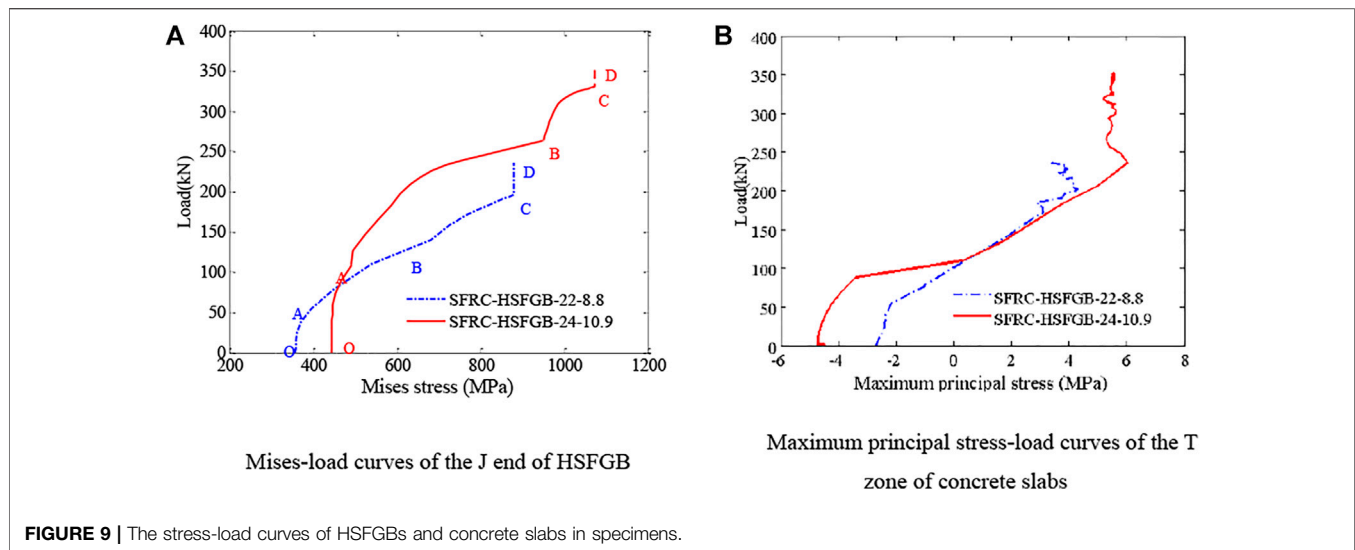 A
400
350
300
250
200
150
100
50
0
Load(kN)
D
C
B
D
C
B
A
A
O
O
SFRC-HSFGB-22-8.8
SFRC-HSFGB-24-10.9
200 400 600 800 1000 1200
Mises stress (MPa)
Mises-load curves of the J end of HSFGB
B
400
350
300
250
200
150
100
50
0
Load(kN)
SFRC-HSFGB-22-8.8
SFRC-HSFGB-24-10.9
-6 -4 -2 0 2 4 6 8
Maximum principal stress (MPa)
Maximum principal stress-load curves of the T
zone of concrete slabs
FIGURE 9 | The stress-load curves of HSFGBs and concrete slabs in specimens.